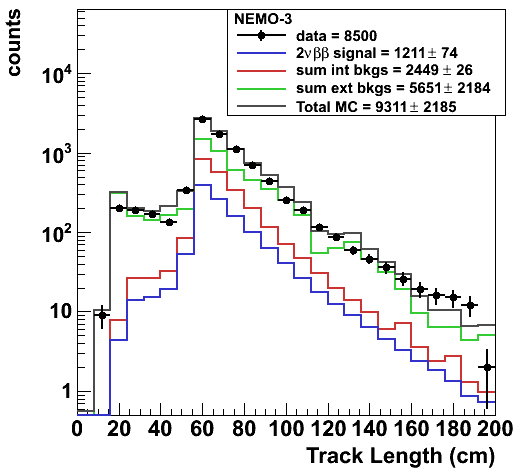 counts
NEMO-3
data = 8500
2νββ signal = 1211± 74
sum int bkgs = 2449± 26
sum ext bkgs = 5651± 2184
Total MC = 9311± 2185
10⁴
10³
10²
10
1
0 20 40 60 80 100 120 140 160 180 200
Track Length (cm)